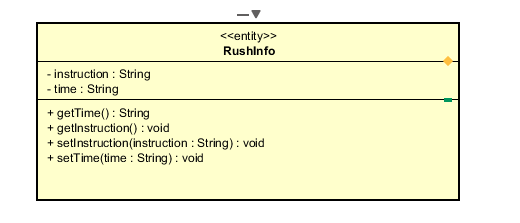 <<entity>>
RushInfo
- instruction : String
- time : String
+ getTime() : String
+ getInstruction() : void
+ setInstruction(instruction : String) : void
+ setTime(time : String) : void